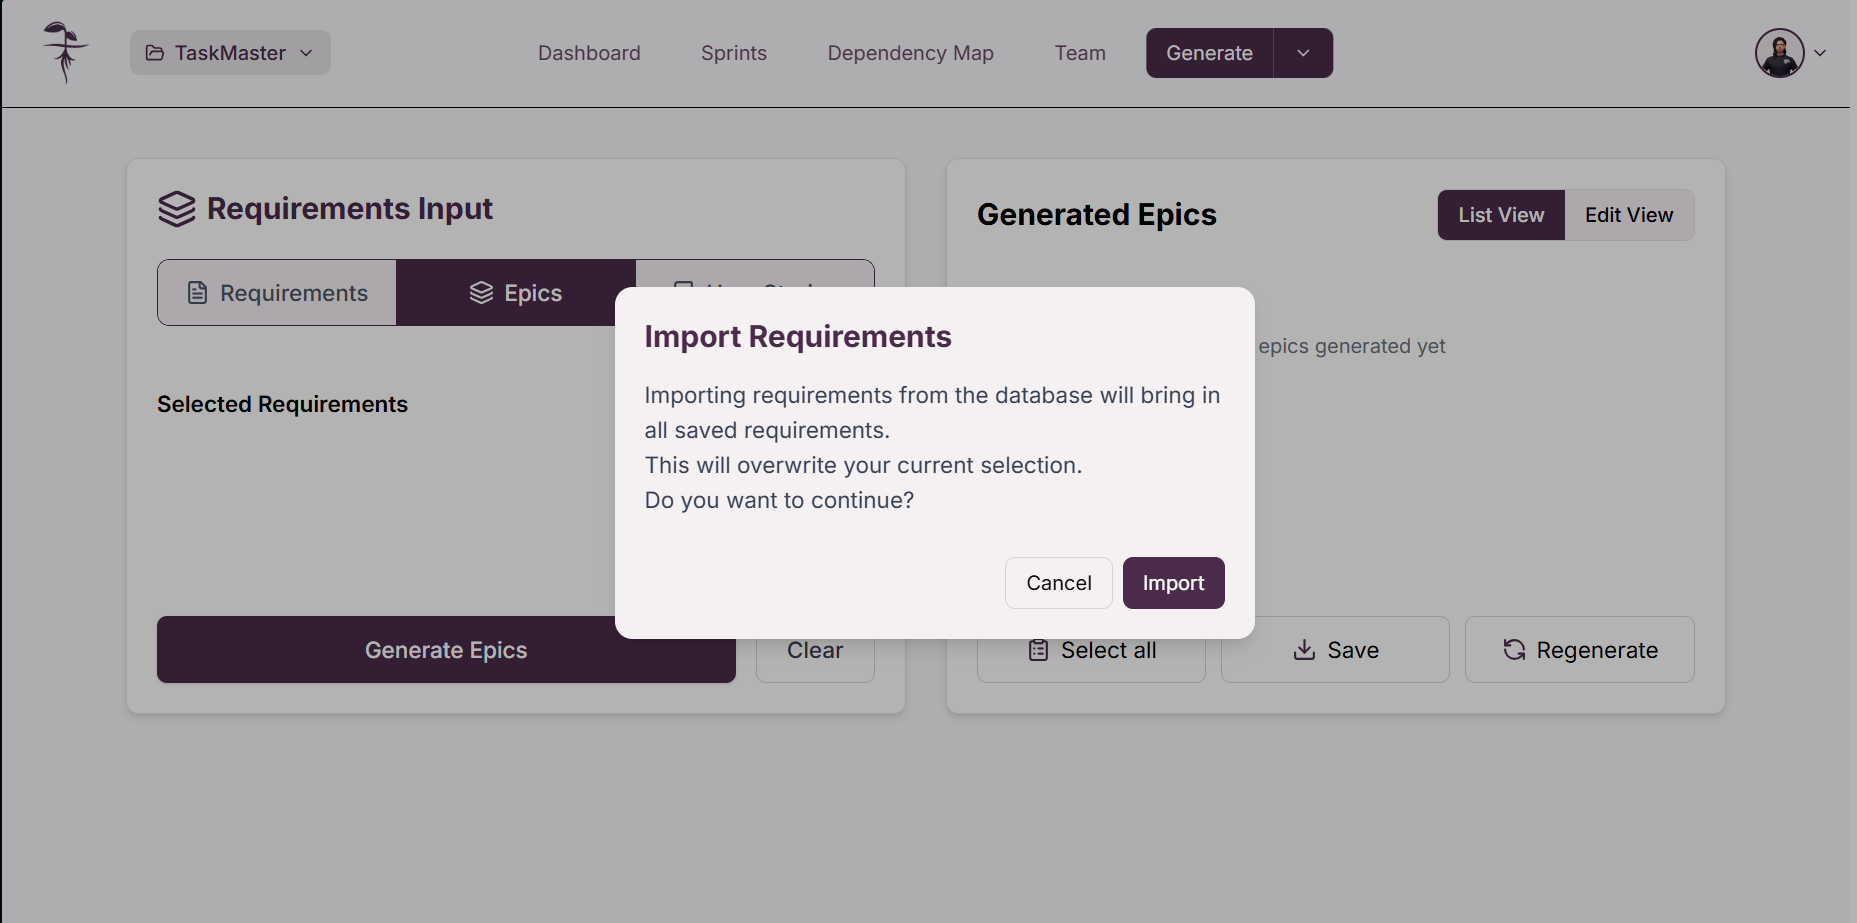 TaskMaster
Dashboard
Sprints
Dependency Map
Team
Generate
Requirements Input
Requirements
Epics
Selected Requirements
Generate Epics
Clear
Generated Epics
List View
Edit View
epics generated yet
Select all
Save
Regenerate
Import Requirements
Importing requirements from the database will bring in
all saved requirements.
This will overwrite your current selection.
Do you want to continue?
Cancel
Import